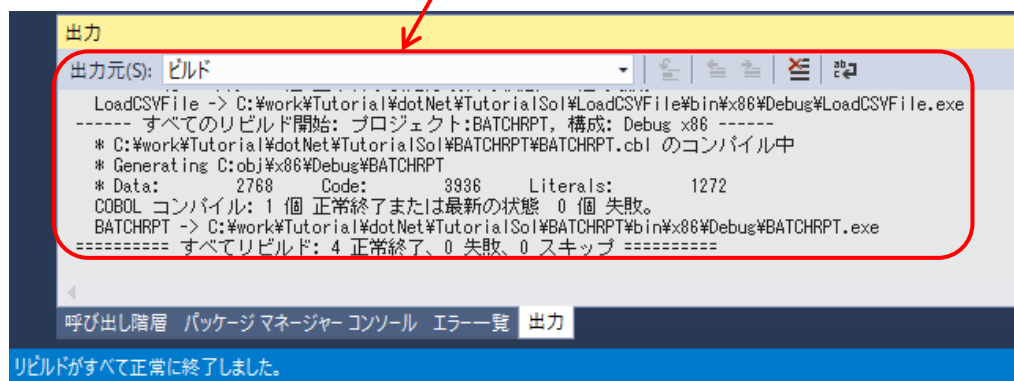 出力
出力元(S): ビルド
LoadCSVFile -> C:¥work¥Tutorial¥dotNet¥TutorialSol¥LoadCSVFile¥bin¥x86¥Debug¥LoadCSVFile.exe
------ すべてのリビルド開始: プロジェクト:BATCHRPT, 構成: Debug x86 ------
* C:¥work¥Tutorial¥dotNet¥TutorialSol¥BATCHRPT¥BATCHRPT.cbl のコンパイル中
* Generating C:obj¥x86¥Debug¥BATCHRPT
* Data: 2768 Code: 3936 Literals: 1272
COBOL コンパイル: 1 個 正常終了または最新の状態 0 個 失敗。
BATCHRPT -> C:¥work¥Tutorial¥dotNet¥TutorialSol¥BATCHRPT¥bin¥x86¥Debug¥BATCHRPT.exe
========== すべてリビルド: 4 正常終了、0 失敗、0 スキップ ==========
呼び出し階層 パッケージ マネージャー コンソール エラー一覧 出力
リビルドがすべて正常に終了しました。